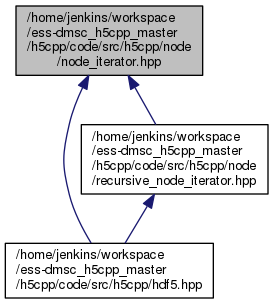 /home/jenkins/workspace
/ess-dmsc_h5cpp_master
/h5cpp/code/src/h5cpp/node
/node_iterator.hpp
/home/jenkins/workspace
/ess-dmsc_h5cpp_master
/h5cpp/code/src/h5cpp/node
/recursive_node_iterator.hpp
/home/jenkins/workspace
/ess-dmsc_h5cpp_master
/h5cpp/code/src/h5cpp/hdf5.hpp